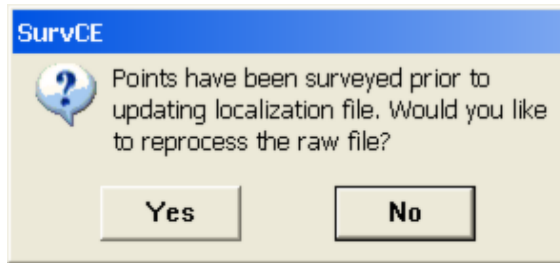 SurvCE
Points have been surveyed prior to
updating localization file. Would you like
to reprocess the raw file?
Yes
No